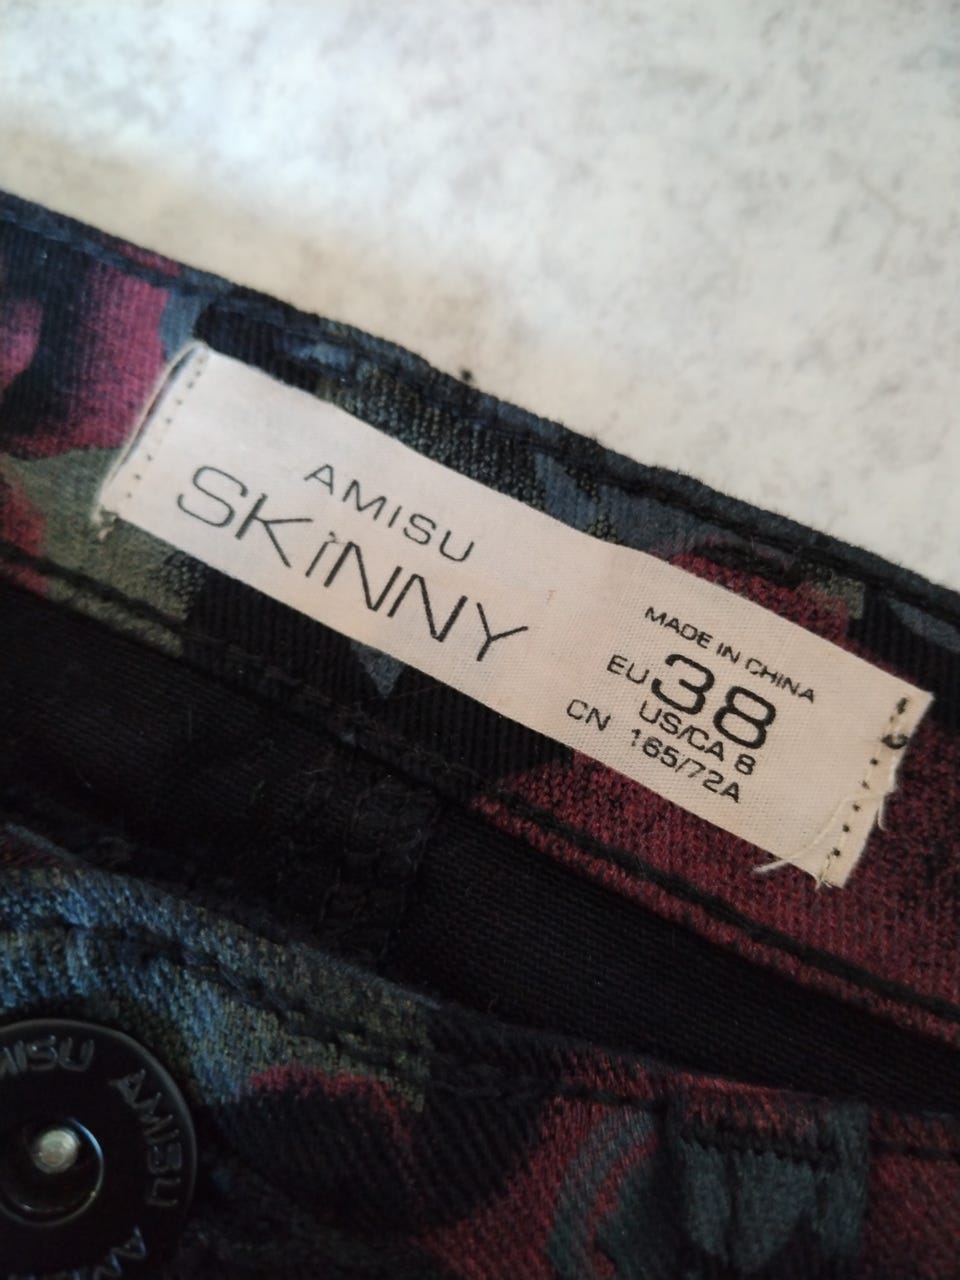 AMISU
SKiNNY
MADE IN CHINA
EU 38
US/CA 8
CN 165/72A
AMISU AMISU